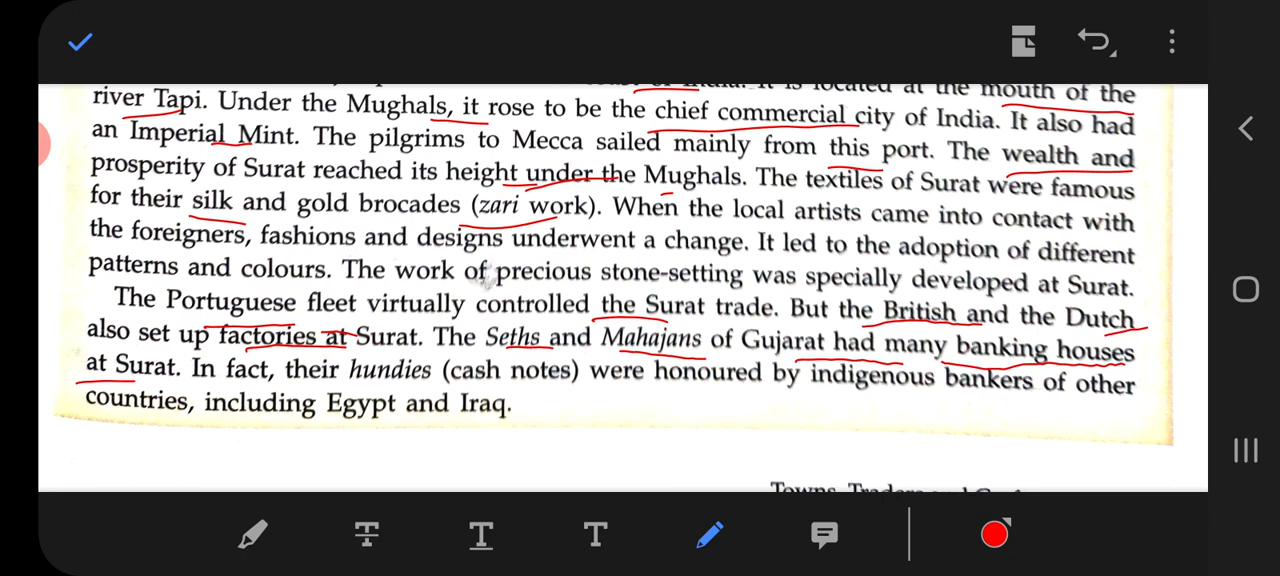 river Tapi. Under the Mughals, it rose to be the chief commercial city of India. It also had
an Imperial Mint. The pilgrims to Mecca sailed mainly from this port. The wealth and
prosperity of Surat reached its height under the Mughals. The textiles of Surat were famous
for their silk and gold brocades (zari work). When the local artists came into contact with
the foreigners, fashions and designs underwent a change. It led to the adoption of different
patterns and colours. The work of precious stone-setting was specially developed at Surat.
The Portuguese fleet virtually controlled the Surat trade. But the British and the Dutch
also set up factories at Surat. The Seths and Mahajans of Gujarat had many banking houses
at Surat. In fact, their hundies (cash notes) were honoured by indigenous bankers of other
countries, including Egypt and Iraq.